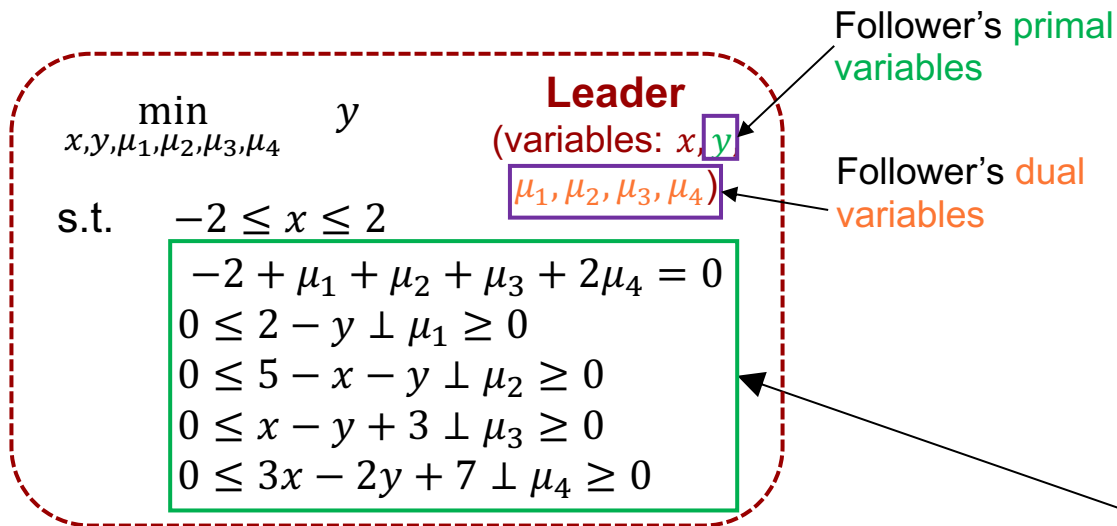 Follower's primal
variables
Leader
min x,y,μ₁,μ₂,μ₃,μ₄ y
(variables: x, y,
μ₁, μ₂, μ₃, μ₄)
Follower's dual
variables
s.t. −2 ≤ x ≤ 2
−2 + μ₁ + μ₂ + μ₃ + 2μ₄ = 0
0 ≤ 2 − y ⊥ μ₁ ≥ 0
0 ≤ 5 − x − y ⊥ μ₂ ≥ 0
0 ≤ x − y + 3 ⊥ μ₃ ≥ 0
0 ≤ 3x − 2y + 7 ⊥ μ₄ ≥ 0